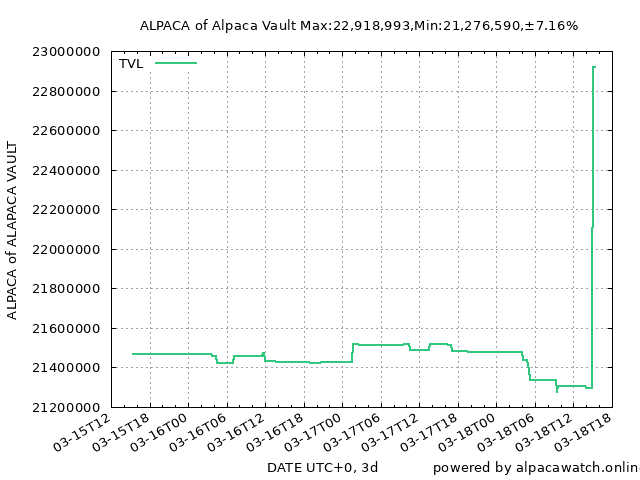 ALPACA of Alpaca Vault Max:22,918,993,Min:21,276,590,±7.16%
TVL
23000000
22800000
22600000
22400000
22200000
22000000
21800000
21600000
21400000
21200000
ALPACA of ALAPACA VAULT
03-15T12
03-15T18
03-16T00
03-16T06
03-16T12
03-16T18
03-17T00
03-17T06
03-17T12
03-17T18
03-18T00
03-18T06
03-18T12
03-18T18
DATE UTC+0, 3d
powered by alpacawatch.onlin